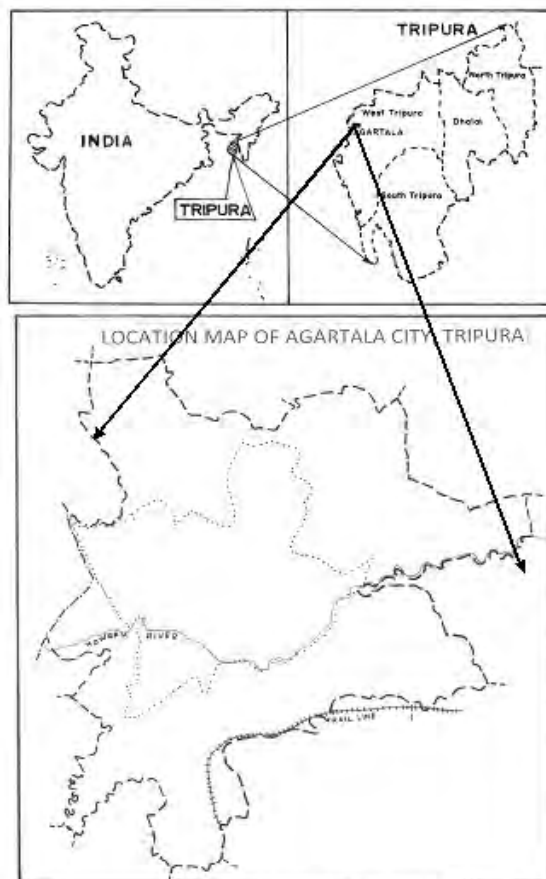 TRIPURA
North Tripura
West Tripura
Dhalai
AGARTALA
INDIA
South Tripura
TRIPURA
LOCATION MAP OF AGARTALA CITY, TRIPURA
RIVER
RAIL LINE